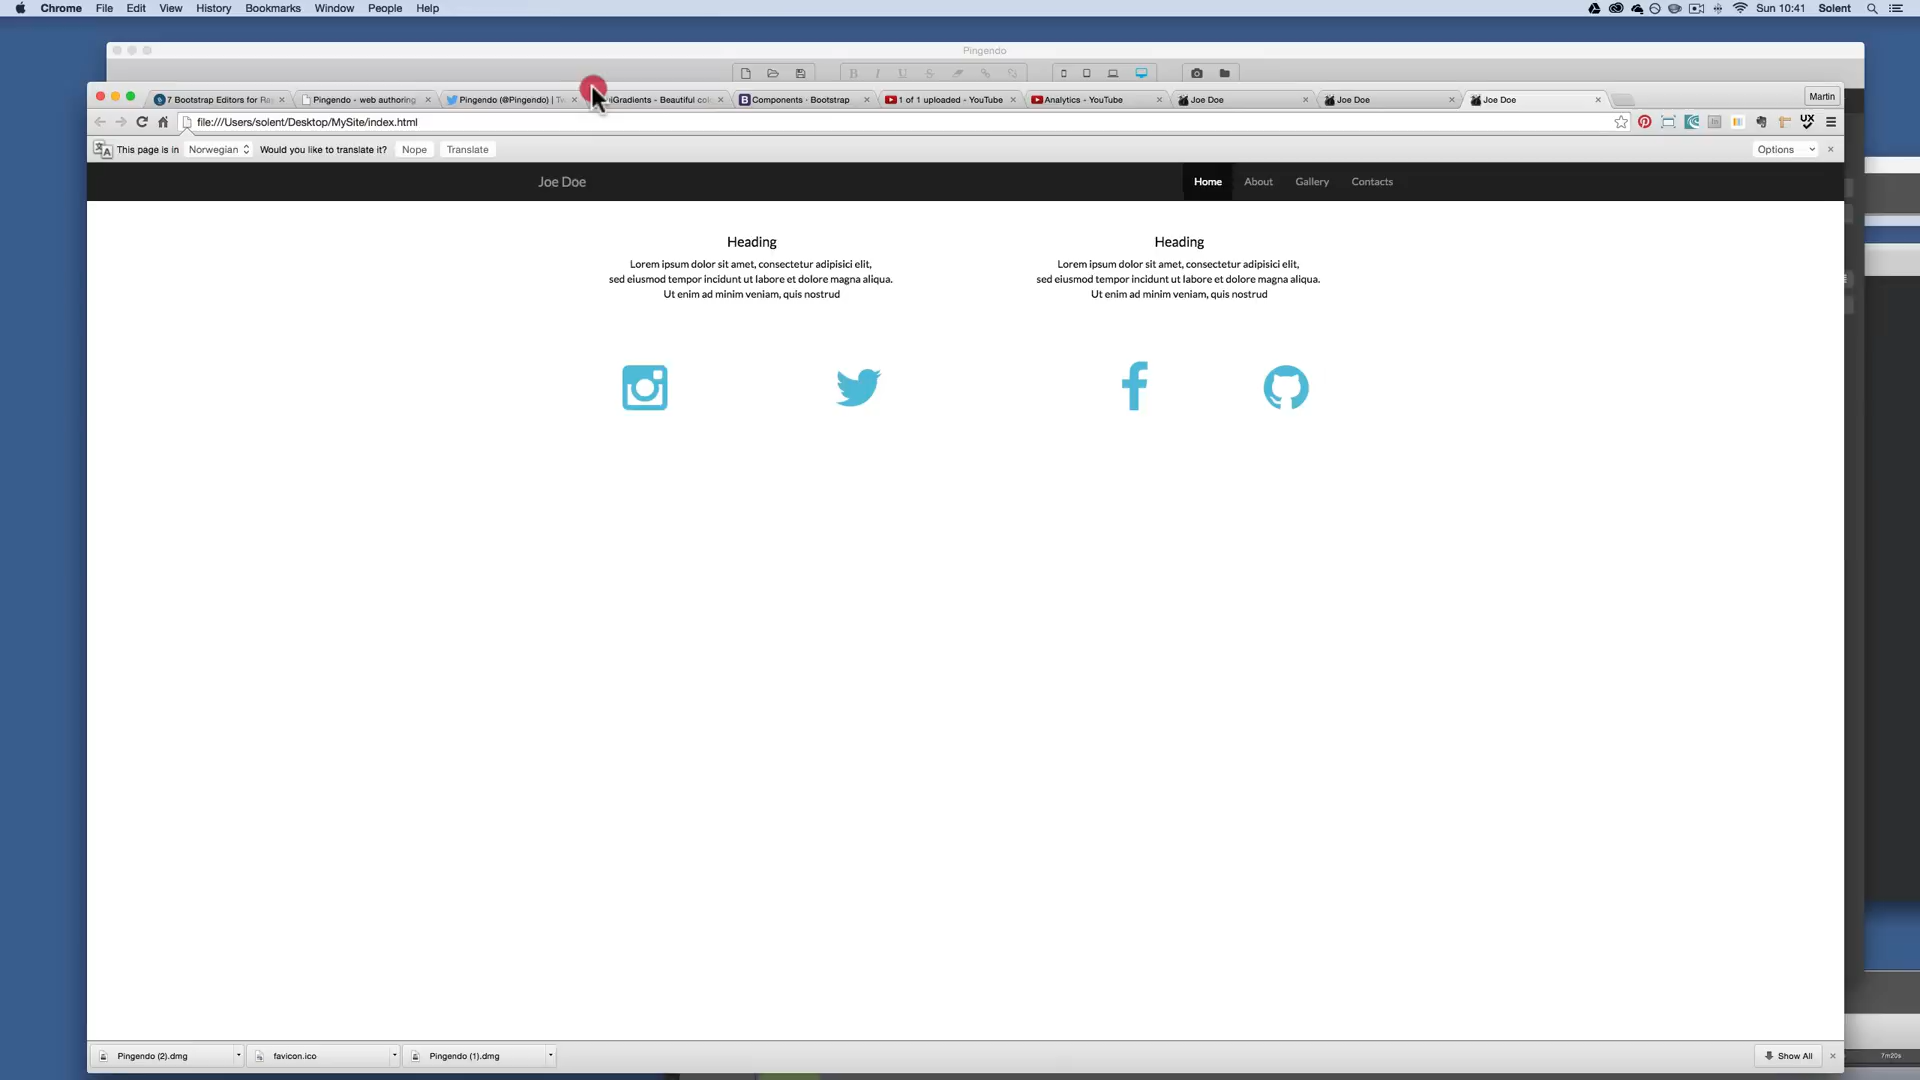 Chrome File Edit View History Bookmarks Window People Help
Sun 10:41 Solent
Pingendo
B I U S
7 Bootstrap Editors for Ra
Pingendo - web authoring
Pingendo (@Pingendo) | Tw
iGradients - Beautiful col
Components · Bootstrap
1 of 1 uploaded - YouTube
Analytics - YouTube
Joe Doe
Joe Doe
Joe Doe
Martin
file:///Users/solent/Desktop/MySite/index.html
UX
This page is in Norwegian Would you like to translate it? Nope Translate
Options
Joe Doe
Home About Gallery Contacts
Heading
Lorem ipsum dolor sit amet, consectetur adipisici elit,
sed eiusmod tempor incidunt ut labore et dolore magna aliqua.
Ut enim ad minim veniam, quis nostrud
Heading
Lorem ipsum dolor sit amet, consectetur adipisici elit,
sed eiusmod tempor incidunt ut labore et dolore magna aliqua.
Ut enim ad minim veniam, quis nostrud
Pingendo (2).dmg
favicon.ico
Pingendo (1).dmg
Show All
7m20s